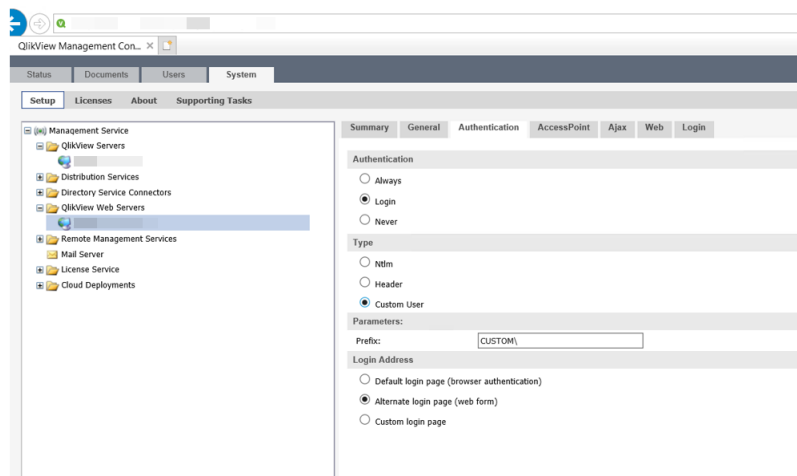 QlikView Management Con...
Status Documents Users System
Setup Licenses About Supporting Tasks
Management Service
QlikView Servers
Distribution Services
Directory Service Connectors
QlikView Web Servers
Remote Management Services
Mail Server
License Service
Cloud Deployments
Summary General Authentication AccessPoint Ajax Web Login
Authentication
Always
Login
Never
Type
Ntlm
Header
Custom User
Parameters:
Prefix: CUSTOM\
Login Address
Default login page (browser authentication)
Alternate login page (web form)
Custom login page